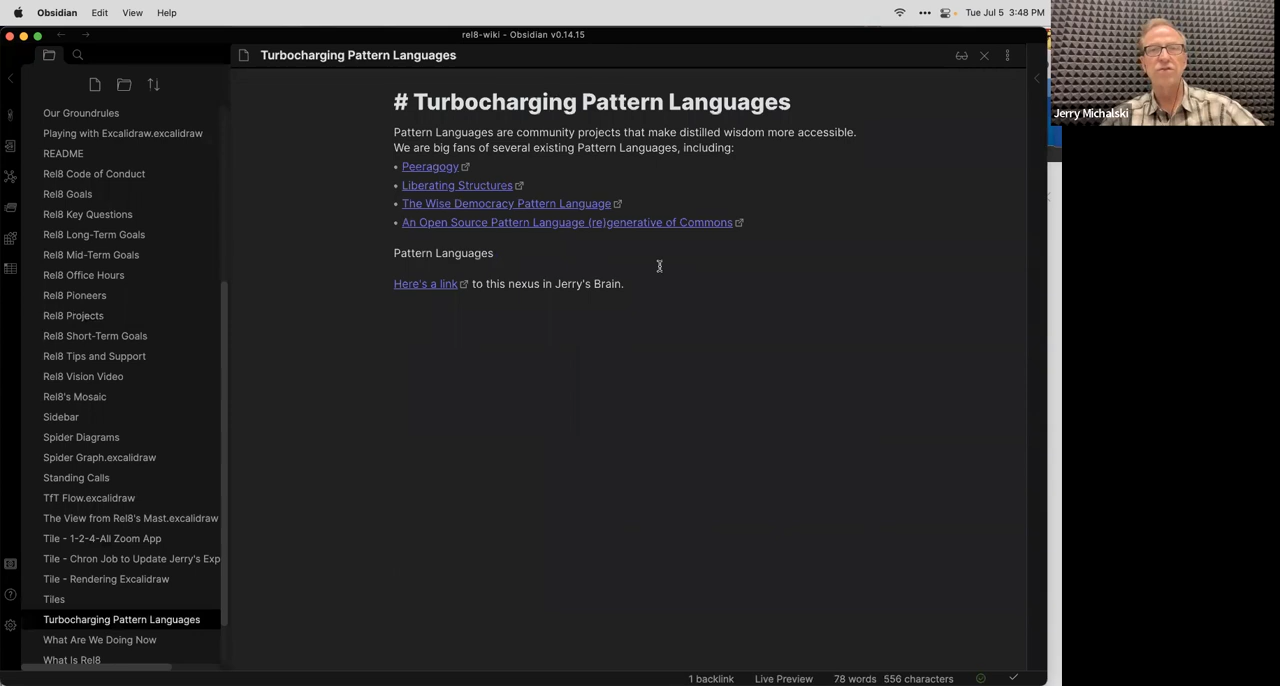 Obsidian Edit View Help
Tue Jul 5 3:48 PM
rel8-wiki - Obsidian v0.14.15
Turbocharging Pattern Languages
Our Groundrules
Playing with Excalidraw.excalidraw
README
Rel8 Code of Conduct
Rel8 Goals
Rel8 Key Questions
Rel8 Long-Term Goals
Rel8 Mid-Term Goals
Rel8 Office Hours
Rel8 Pioneers
Rel8 Projects
Rel8 Short-Term Goals
Rel8 Tips and Support
Rel8 Vision Video
Rel8's Mosaic
Sidebar
Spider Diagrams
Spider Graph.excalidraw
Standing Calls
TfT Flow.excalidraw
The View from Rel8's Mast.excalidraw
Tile - 1-2-4-All Zoom App
Tile - Chron Job to Update Jerry's Exp
Tile - Rendering Excalidraw
Tiles
Turbocharging Pattern Languages
What Are We Doing Now
What Is Rel8
# Turbocharging Pattern Languages
Pattern Languages are community projects that make distilled wisdom more accessible.
We are big fans of several existing Pattern Languages, including:
• Peeragogy
• Liberating Structures
• The Wise Democracy Pattern Language
• An Open Source Pattern Language (re)generative of Commons
Pattern Languages
Here's a link to this nexus in Jerry's Brain.
1 backlink Live Preview 78 words 556 characters
Jerry Michalski